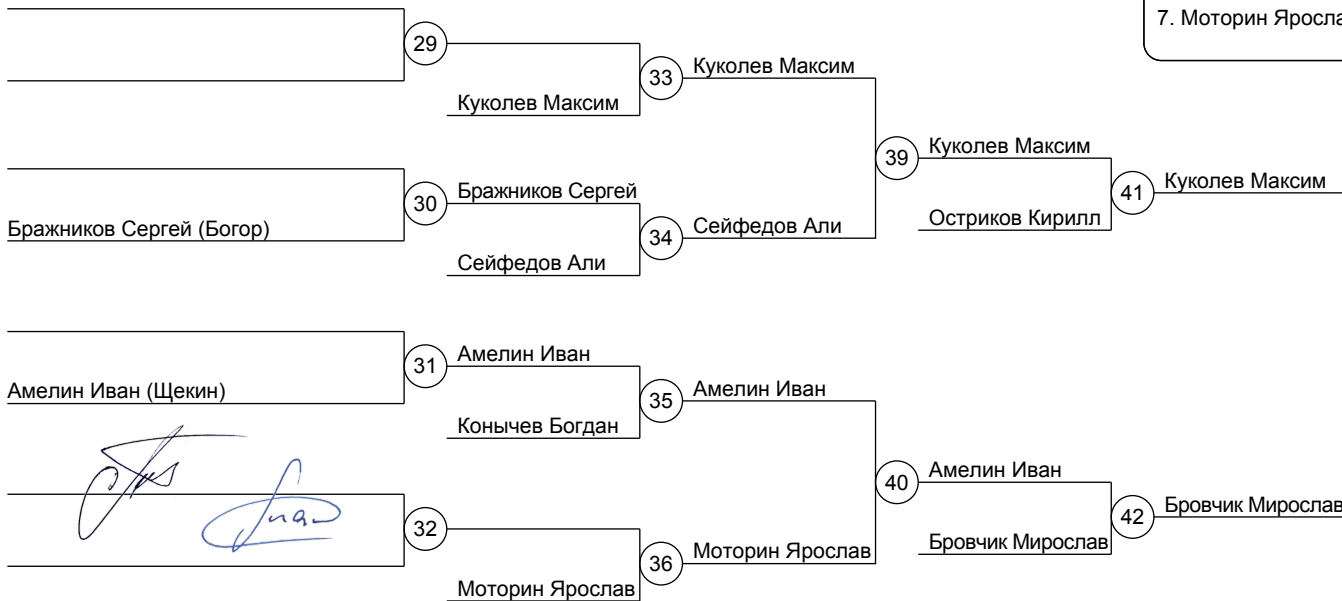 7. Моторин Яросла
29
33
Куколев Максим
Куколев Максим
39
Куколев Максим
30
Бражников Сергей
41
Куколев Максим
Бражников Сергей (Богор)
34
Сейфедов Али
Остриков Кирилл
Сейфедов Али
31
Амелин Иван
Амелин Иван (Щекин)
35
Амелин Иван
Конычев Богдан
40
Амелин Иван
32
42
Бровчик Мирослав
36
Моторин Ярослав
Бровчик Мирослав
Моторин Ярослав